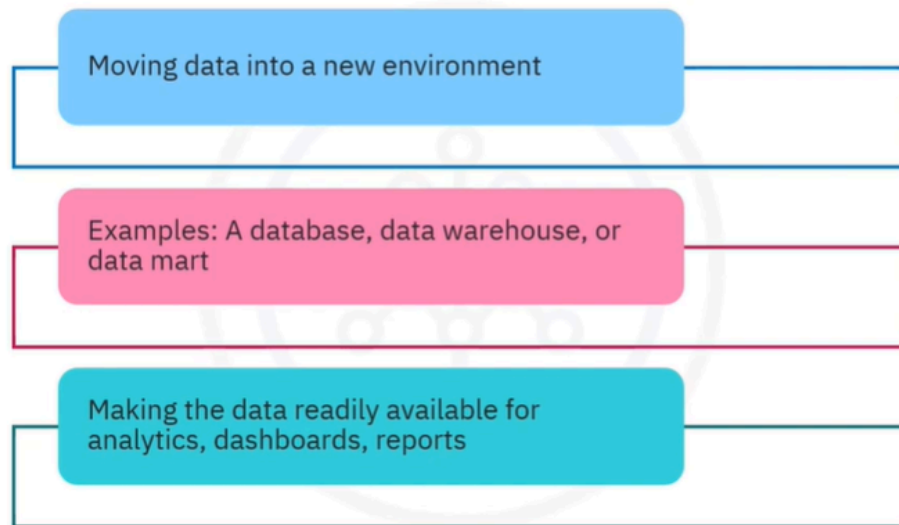 Moving data into a new environment
Examples: A database, data warehouse, or
data mart
Making the data readily available for
analytics, dashboards, reports